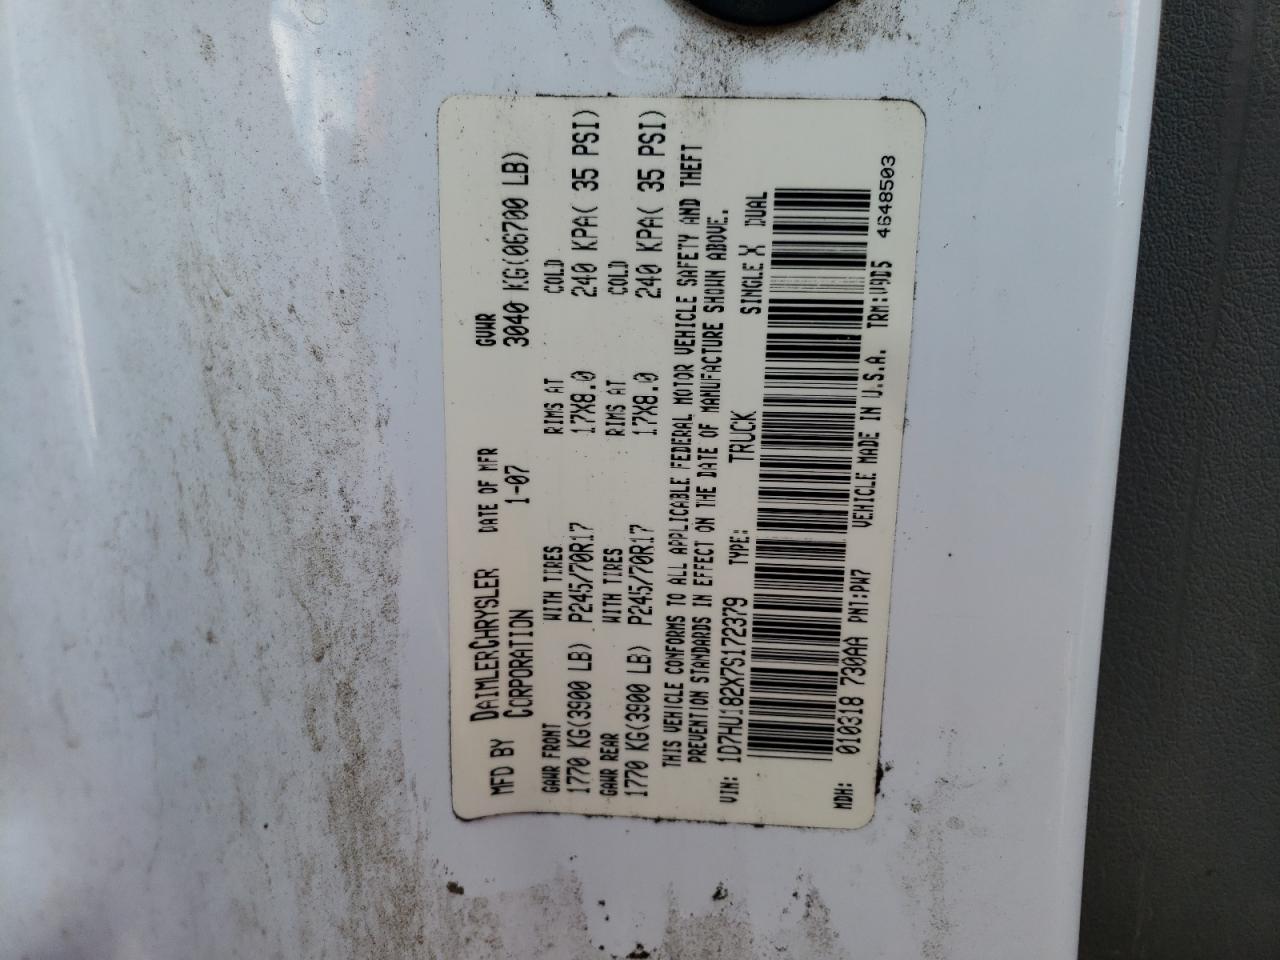 MFD BY DAIMLERCHRYSLER DATE OF MFR GVWR
CORPORATION 1-07 3040 KG(06700 LB)
GAWR FRONT WITH TIRES RIMS AT COLD
1770 KG(3900 LB) P245/70R17 17X8.0 240 KPA( 35 PSI)
GAWR REAR WITH TIRES RIMS AT COLD
1770 KG(3900 LB) P245/70R17 17X8.0 240 KPA( 35 PSI)
THIS VEHICLE CONFORMS TO ALL APPLICABLE FEDERAL MOTOR VEHICLE SAFETY AND THEFT
PREVENTION STANDARDS IN EFFECT ON THE DATE OF MANUFACTURE SHOWN ABOVE.
VIN: 1D7HU182X7S172379 TYPE: TRUCK SINGLE X DUAL
MDH: 010318 730AA PNT:PW7 VEHICLE MADE IN U.S.A. TRM:V9D5 4648503